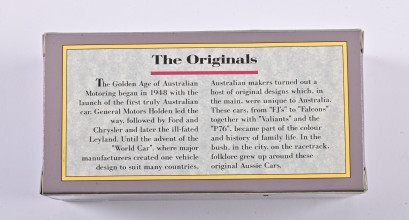 The Originals
The Golden Age of Australian
Motoring began in 1948 with the
launch of the first truly Australian
car. General Motors Holden led the
way, followed by Ford and
Chrysler and later the ill-fated
Leyland. Until the advent of the
"World Car", where major
manufacturers created one vehicle
design to suit many countries,
Australian makers turned out a
host of original designs which, in
the main, were unique to Australia.
These cars, from "FJ's" to "Falcons"
together with "Valiants" and the
"P76", became part of the colour
and history of family life. In the
bush, in the city, on the racetrack,
folklore grew up around these
original Aussie Cars.